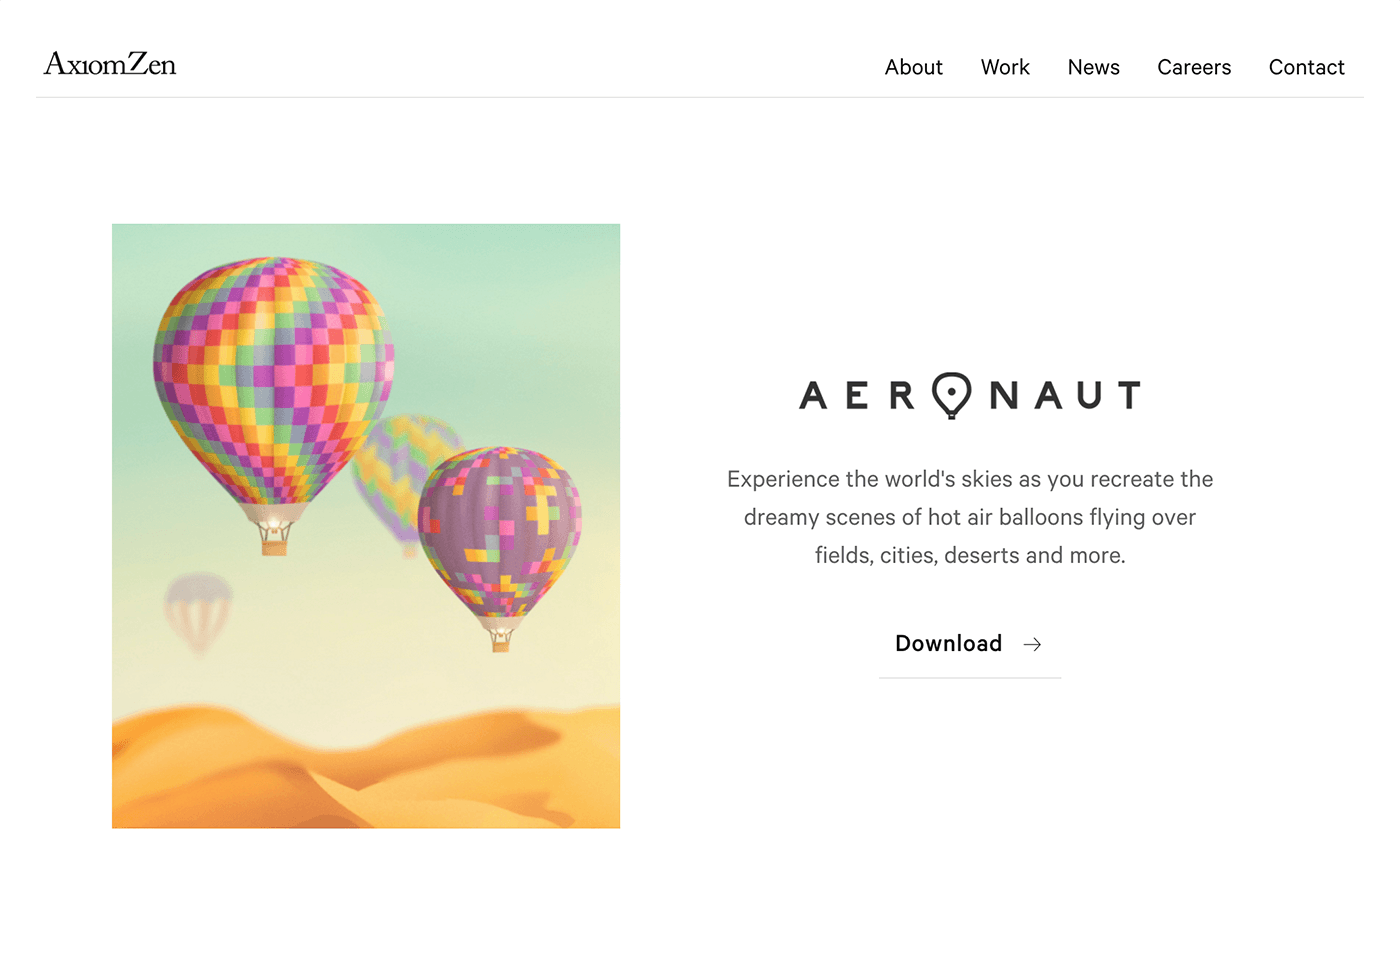 AxiomZen
About Work News Careers Contact
AERONAUT
Experience the world's skies as you recreate the
dreamy scenes of hot air balloons flying over
fields, cities, deserts and more.
Download →